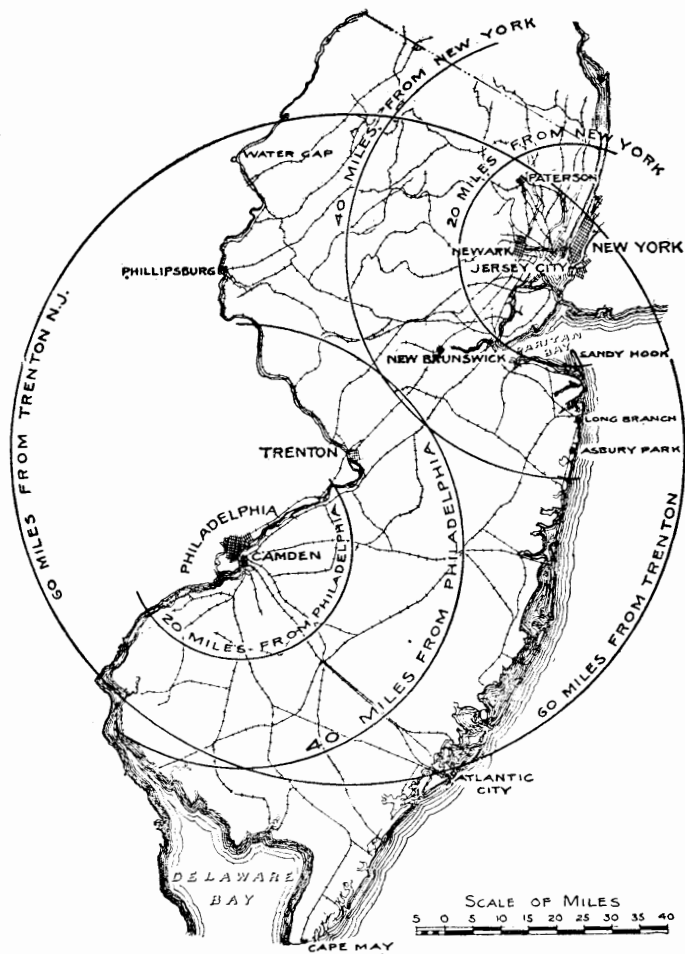 40 MILES FROM NEW YORK
20 MILES FROM NEW YORK
WATER GAP
PATERSON
NEWARK
NEW YORK
JERSEY CITY
PHILLIPSBURG
60 MILES FROM TRENTON N.J.
RARITAN
BAY
NEW BRUNSWICK
SANDY HOOK
LONG BRANCH
ASBURY PARK
TRENTON
PHILADELPHIA
CAMDEN
20 MILES FROM PHILADELPHIA
40 MILES FROM PHILADELPHIA
60 MILES FROM TRENTON
ATLANTIC
CITY
DELAWARE
BAY
CAPE MAY
SCALE OF MILES
5 0 5 10 15 20 25 30 35 40